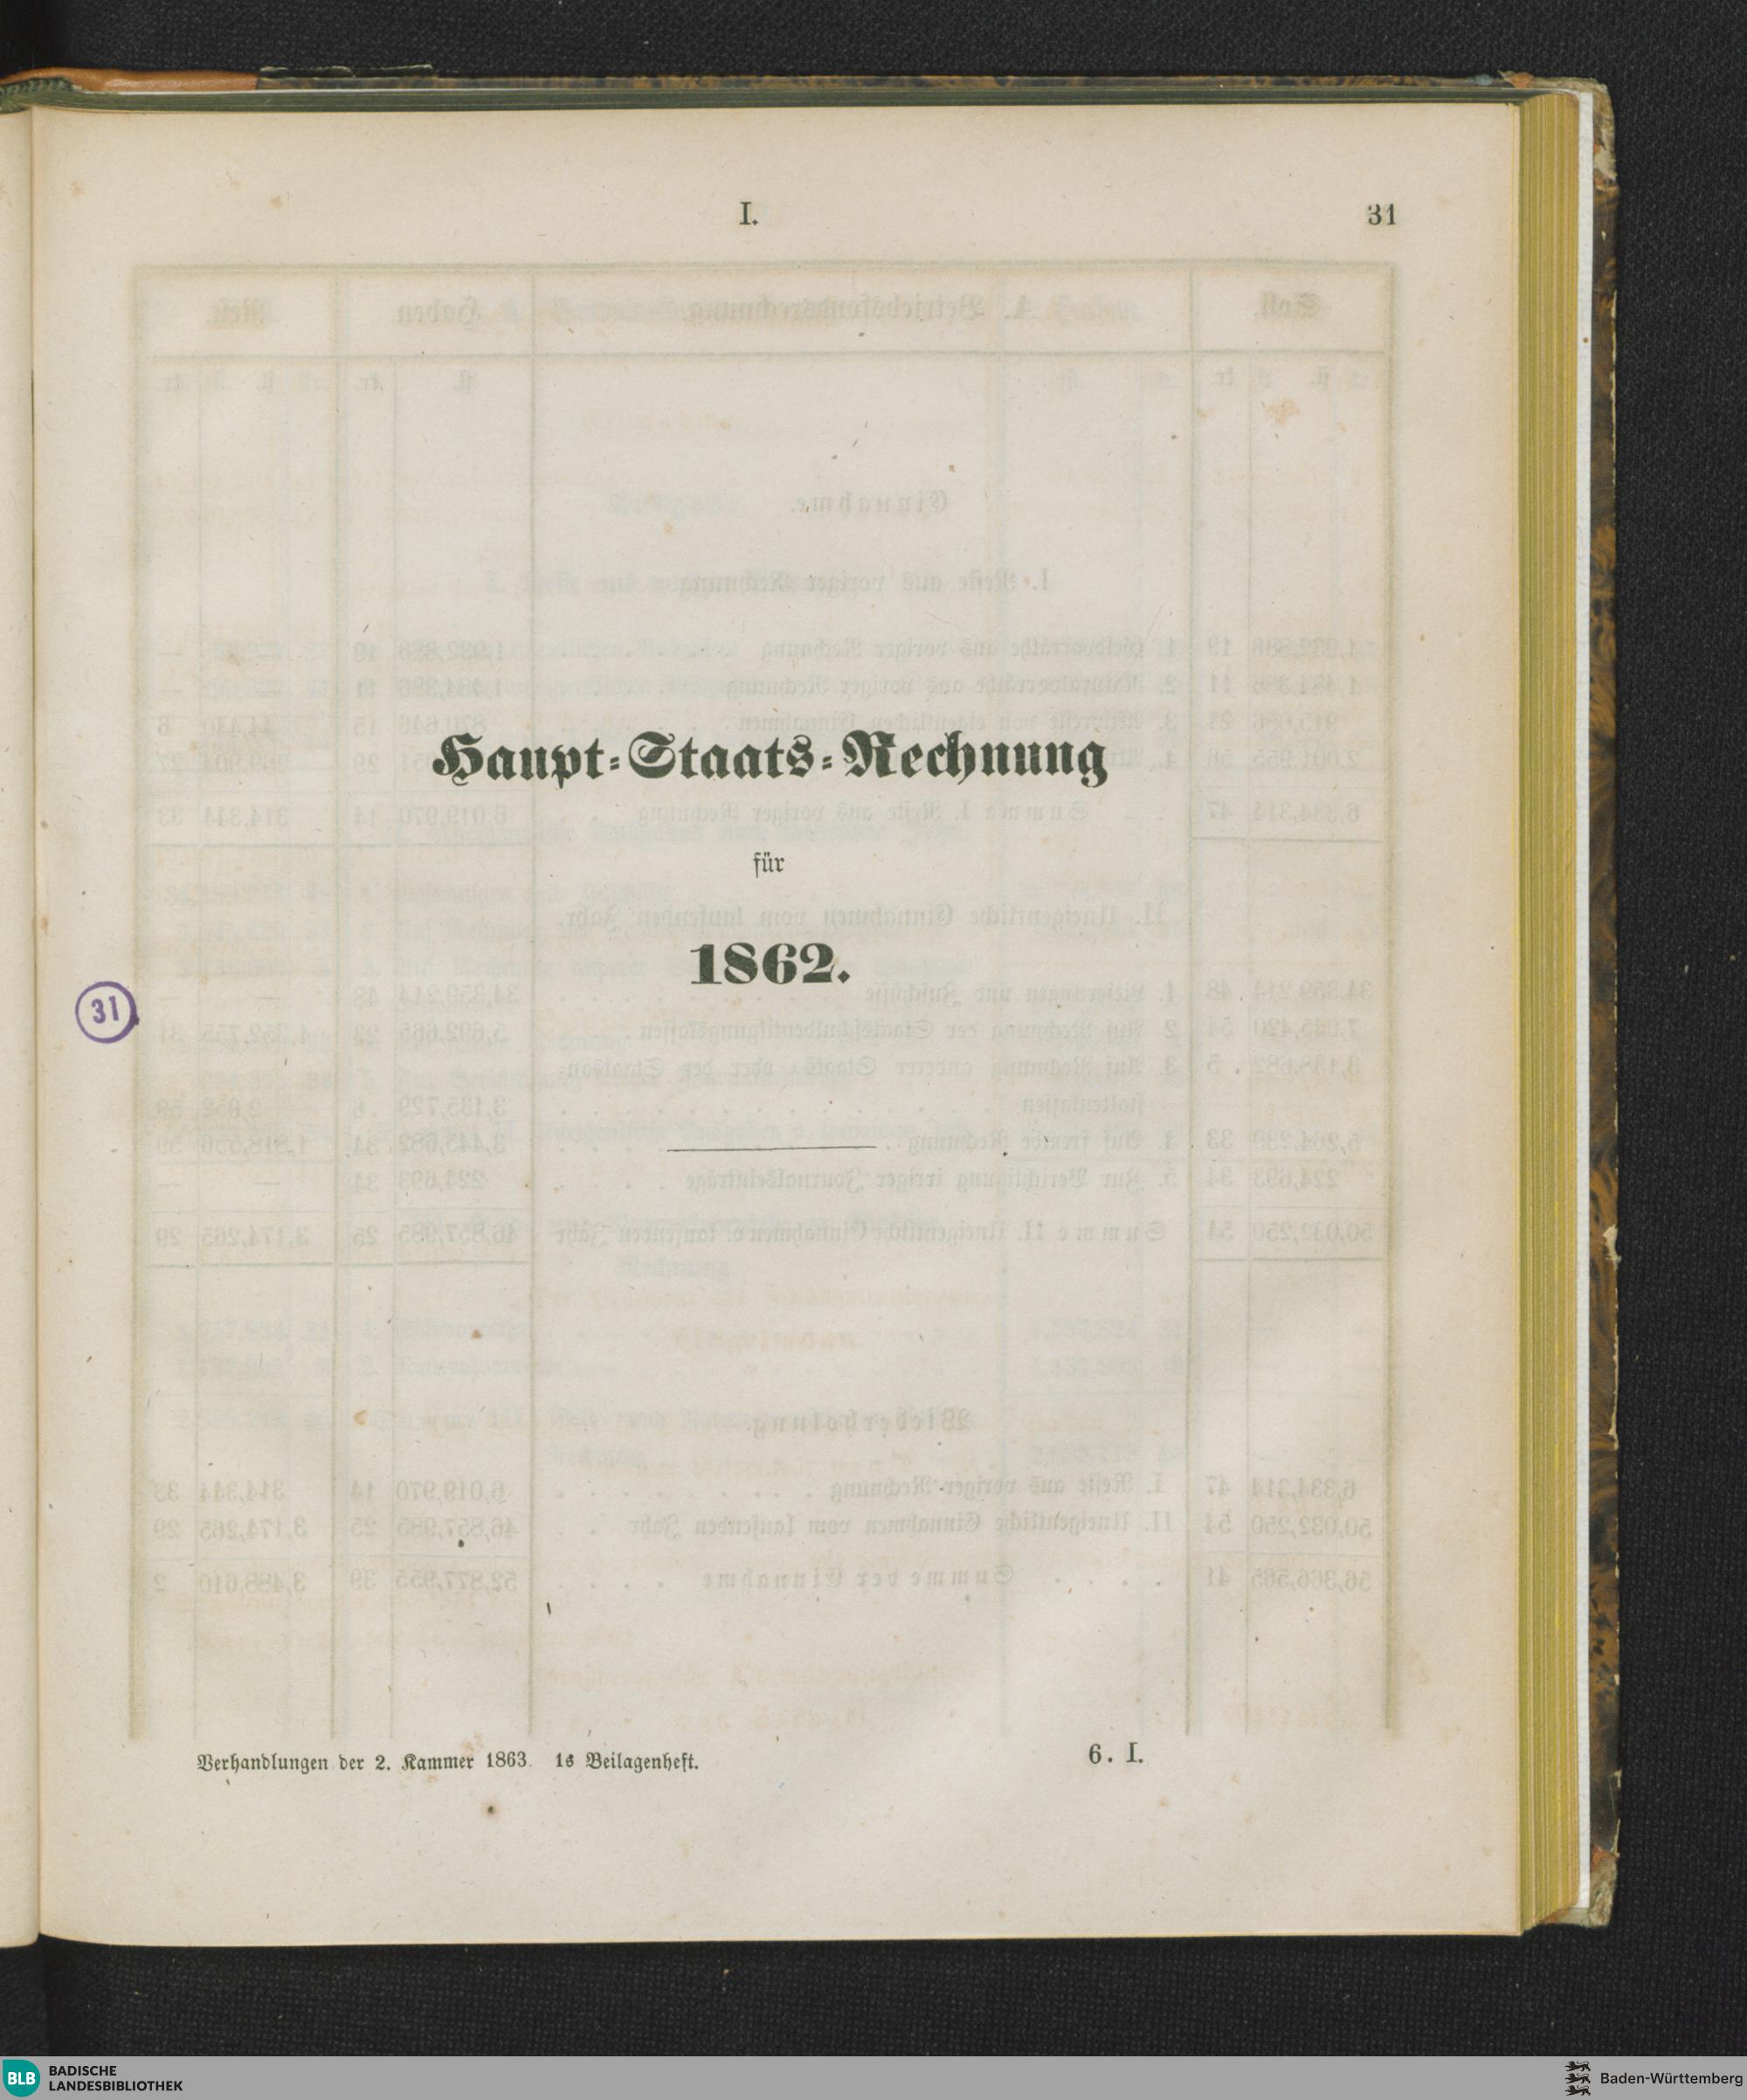 I.
31
Haupt-Staats-Rechnung
für
1862.
31
Verhandlungen der 2. Kammer 1863. 1s Beilagenheft.
6. I.
BLB BADISCHE
LANDESBIBLIOTHEK
Baden-Württemberg